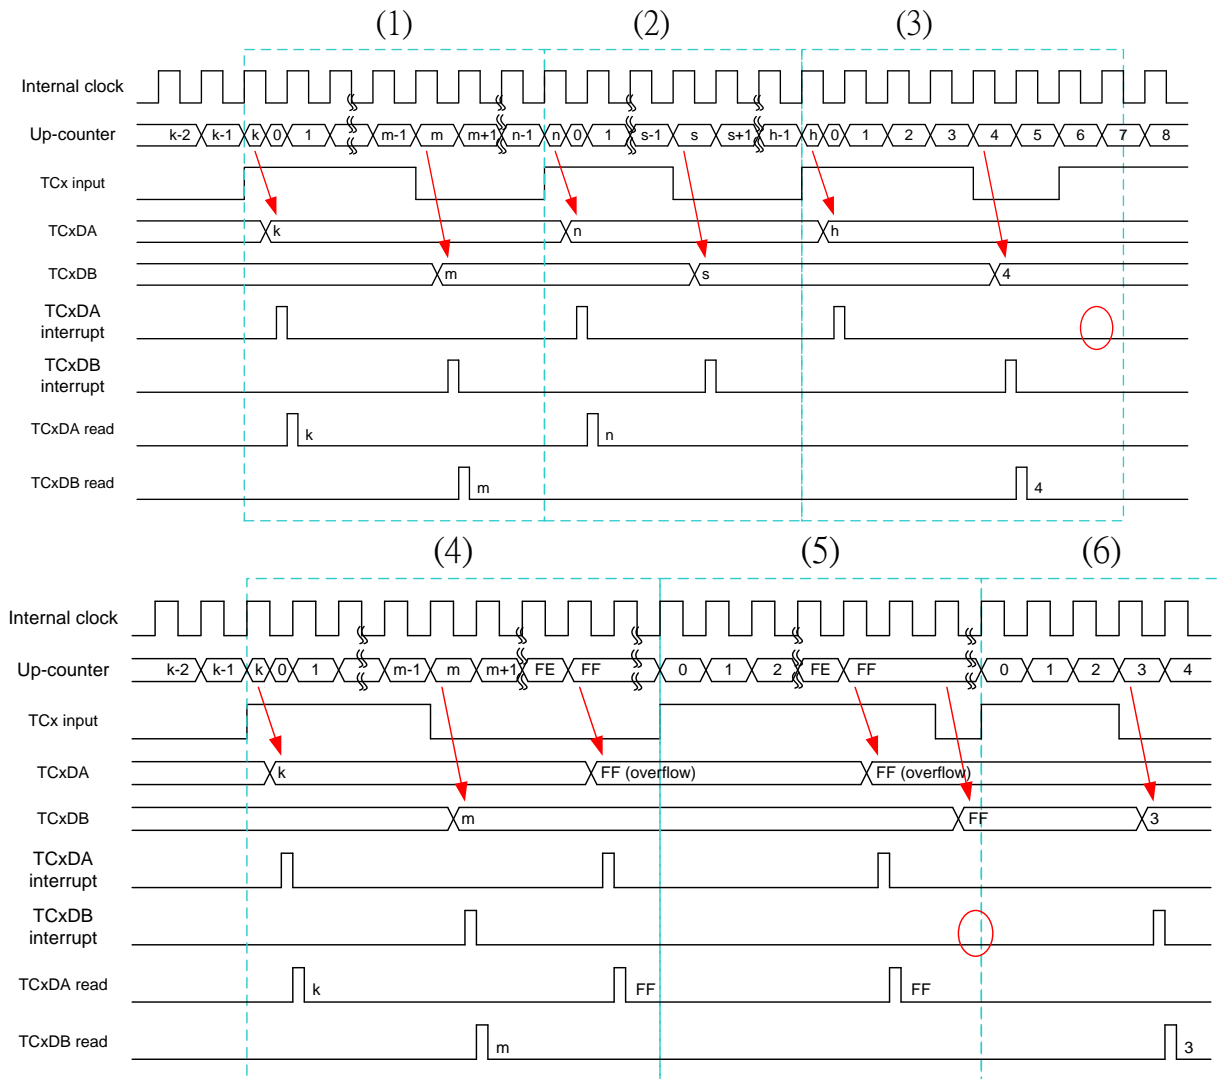 (1) (2) (3)
Internal clock
Up-counter k-2 k-1 k 0 1 m-1 m m+1 n-1 n 0 1 s-1 s s+1 h-1 h 0 1 2 3 4 5 6 7 8
TCx input
TCxDA k n h
TCxDB m s 4
TCxDA
interrupt
TCxDB
interrupt
TCxDA read k n
TCxDB read m 4
(4) (5) (6)
Internal clock
Up-counter k-2 k-1 k 0 1 m-1 m m+1 FE FF 0 1 2 FE FF 0 1 2 3 4
TCx input
TCxDA k FF (overflow) FF (overflow)
TCxDB m FF 3
TCxDA
interrupt
TCxDB
interrupt
TCxDA read k FF FF
TCxDB read m 3